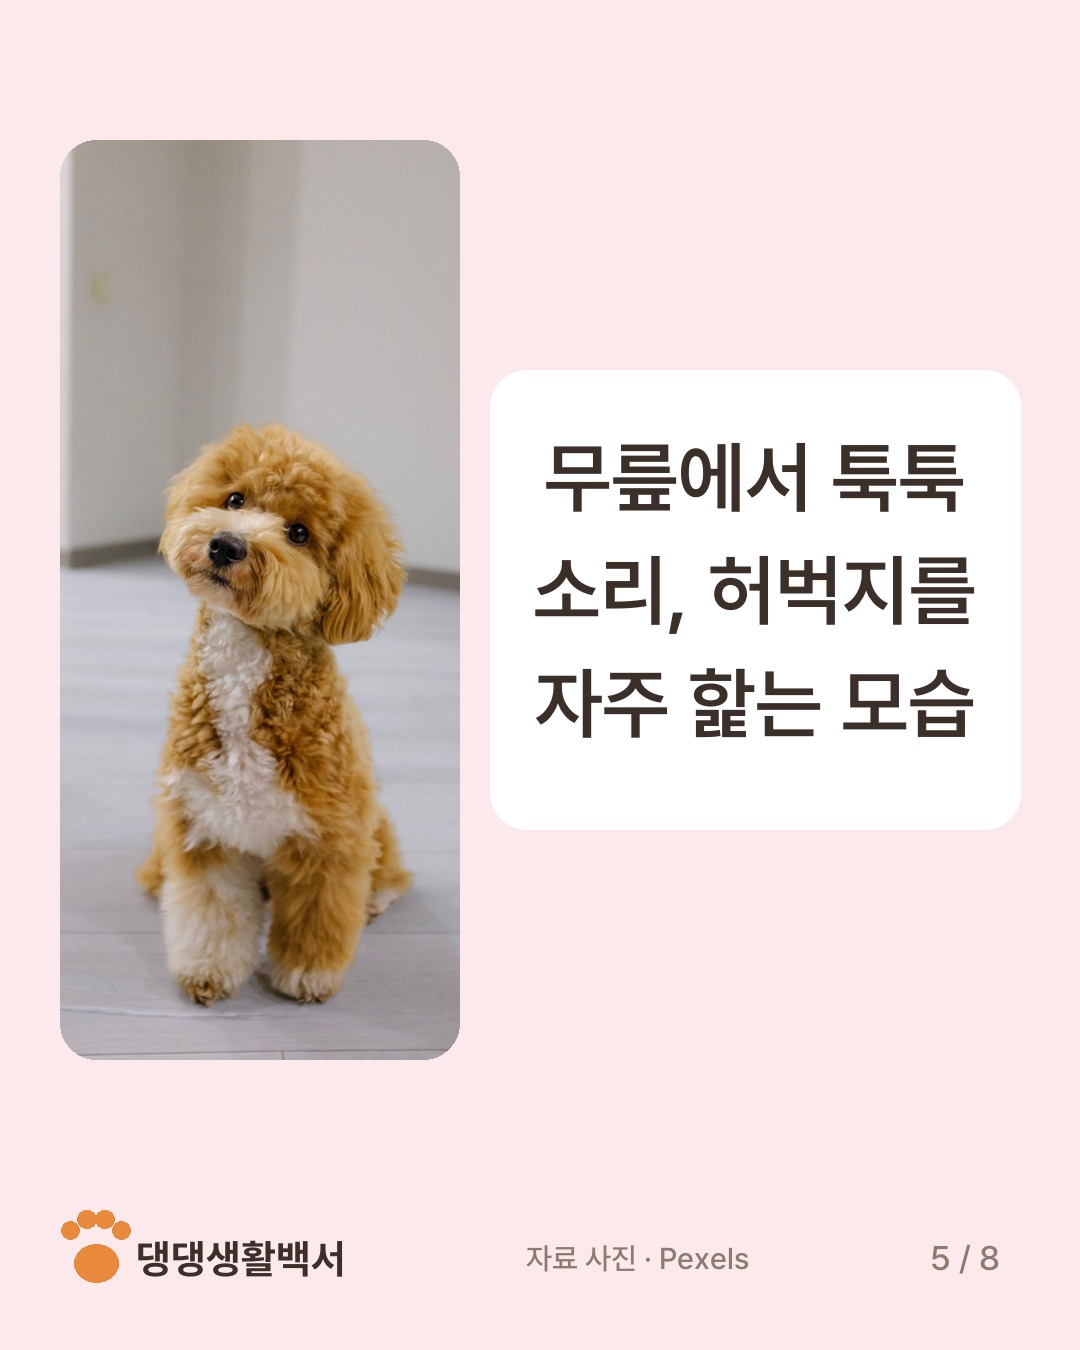 무릎에서 툭툭
소리, 허벅지를
자주 핥는 모습
댕댕생활백서
자료 사진 · Pexels
5 / 8